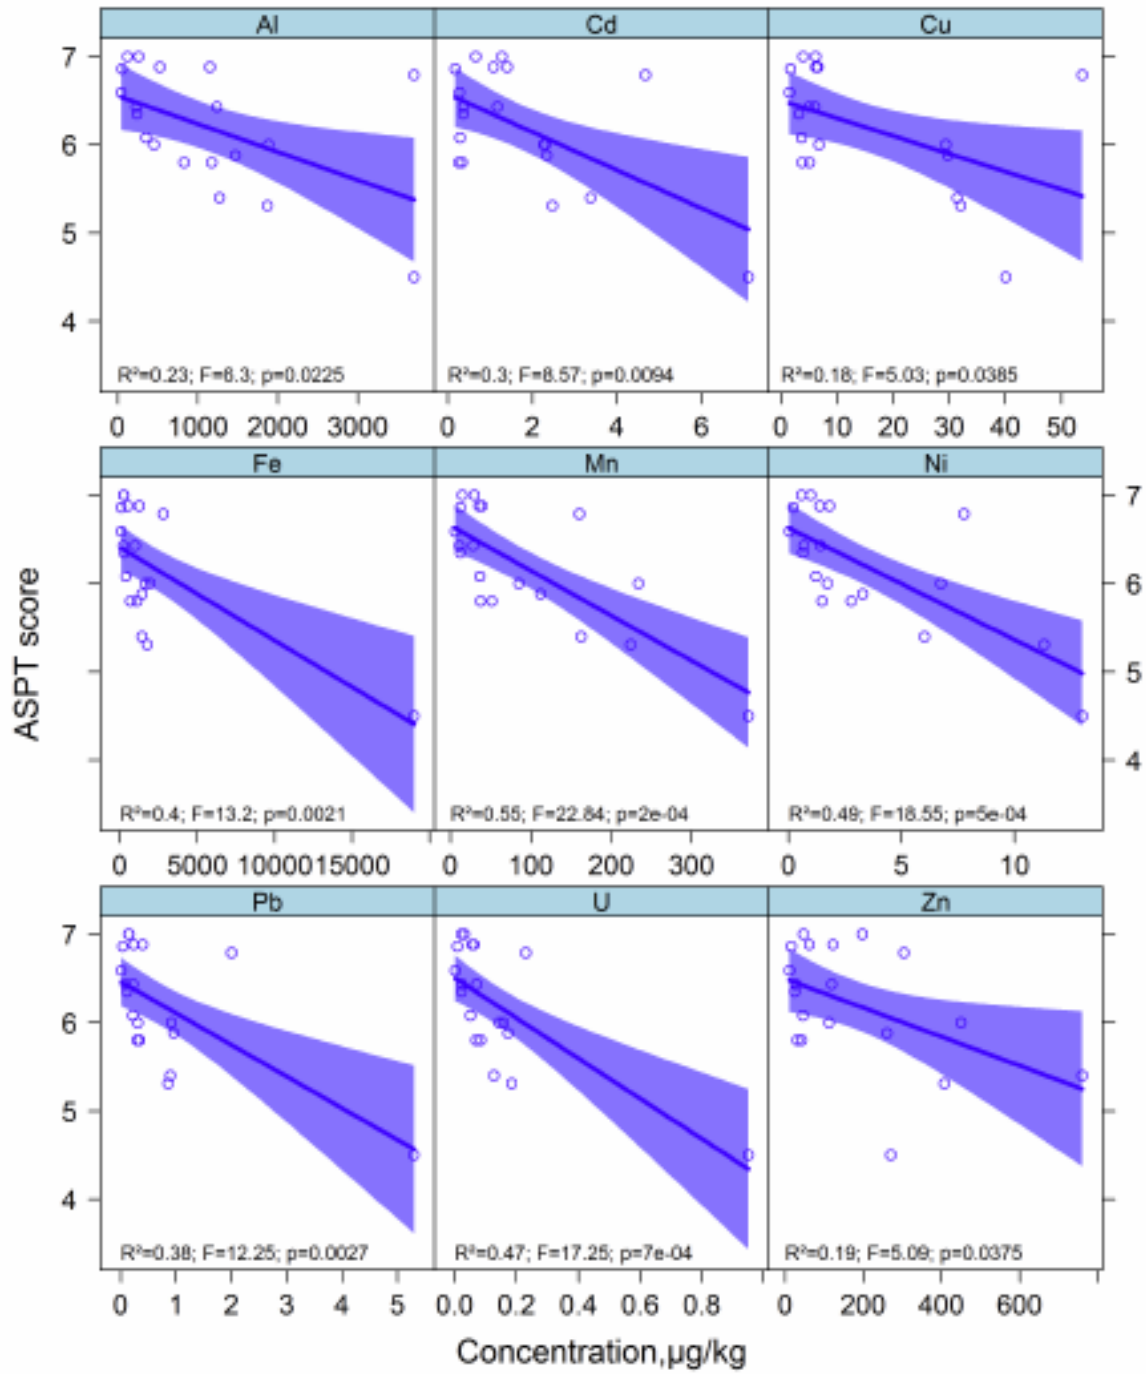 Al Cd Cu
7
6
5
4
R²=0.23; F=6.3; p=0.0225 R²=0.3; F=8.57; p=0.0094 R²=0.18; F=5.03; p=0.0385
0 1000 2000 3000 0 2 4 6 0 10 20 30 40 50
Fe Mn Ni
7
6
5
4
ASPT score
R²=0.4; F=13.2; p=0.0021 R²=0.55; F=22.84; p=2e-04 R²=0.49; F=18.55; p=5e-04
0 5000 10000 15000 0 100 200 300 0 5 10
Pb U Zn
7
6
5
4
R²=0.38; F=12.25; p=0.0027 R²=0.47; F=17.25; p=7e-04 R²=0.19; F=5.09; p=0.0375
0 1 2 3 4 5 0.0 0.2 0.4 0.6 0.8 0 200 400 600
Concentration,µg/kg